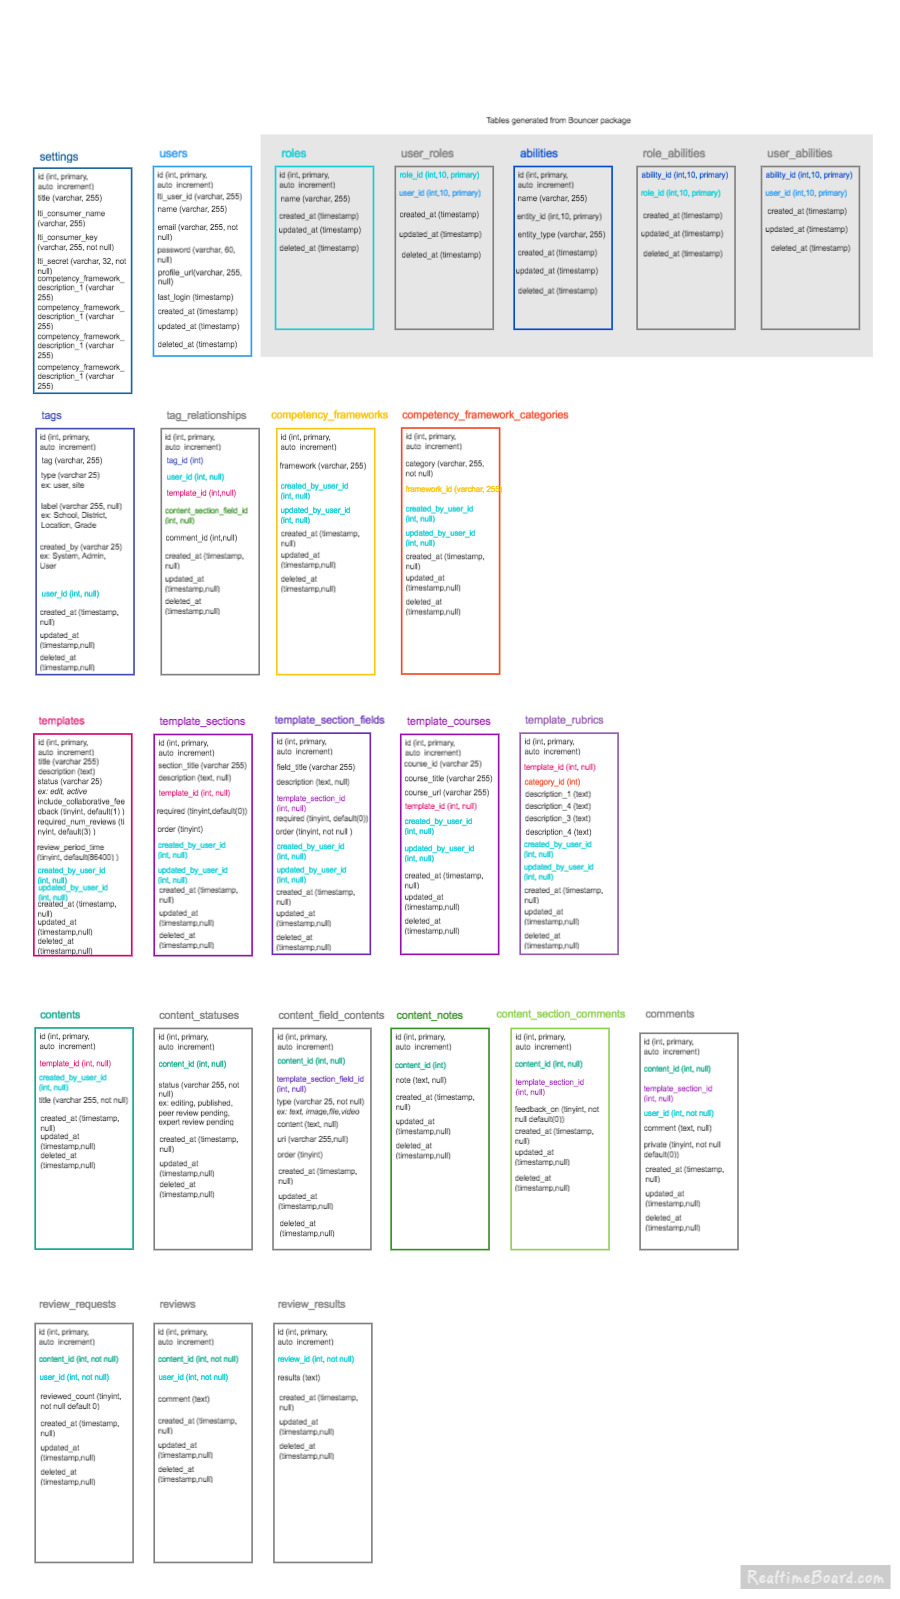 Tables generated from Bouncer package
settings
id (int, primary,
auto increment)
title (varchar, 255)
lti_consumer_name
(varchar, 255)
lti_consumer_key
(varchar, 255, not null)
lti_secret (varchar, 32, not
null)
competency_framework_
description_1 (varchar
255)
competency_framework_
description_1 (varchar
255)
competency_framework_
description_1 (varchar
255)
competency_framework_
description_1 (varchar
255)
users
id (int, primary,
auto increment)
lti_user_id (varchar, 255)
name (varchar, 255)
email (varchar, 255, not
null)
password (varchar, 60,
null)
profile_url(varchar, 255,
null)
last_login (timestamp)
created_at (timestamp)
updated_at (timestamp)
deleted_at (timestamp)
roles
id (int, primary,
auto increment)
name (varchar, 255)
created_at (timestamp)
updated_at (timestamp)
deleted_at (timestamp)
user_roles
role_id (int,10, primary)
user_id (int,10, primary)
created_at (timestamp)
updated_at (timestamp)
deleted_at (timestamp)
abilities
id (int, primary,
auto increment)
name (varchar, 255)
entity_id (int,10, primary)
entity_type (varchar, 255)
created_at (timestamp)
updated_at (timestamp)
deleted_at (timestamp)
role_abilities
ability_id (int,10, primary)
role_id (int,10, primary)
created_at (timestamp)
updated_at (timestamp)
deleted_at (timestamp)
user_abilities
ability_id (int,10, primary)
user_id (int,10, primary)
created_at (timestamp)
updated_at (timestamp)
deleted_at (timestamp)
tags
id (int, primary,
auto increment)
tag (varchar, 255)
type (varchar 25)
ex: user, site
label (varchar 255, null)
ex: School, District,
Location, Grade
created_by (varchar 25)
ex: System, Admin,
User
user_id (int, null)
created_at (timestamp,
null)
updated_at
(timestamp,null)
deleted_at
(timestamp,null)
tag_relationships
id (int, primary,
auto increment)
tag_id (int)
user_id (int, null)
template_id (int,null)
content_section_field_id
(int, null)
comment_id (int,null)
created_at (timestamp,
null)
updated_at
(timestamp,null)
deleted_at
(timestamp,null)
competency_frameworks
id (int, primary,
auto increment)
framework (varchar, 255)
created_by_user_id
(int, null)
updated_by_user_id
(int, null)
created_at (timestamp,
null)
updated_at
(timestamp,null)
deleted_at
(timestamp,null)
competency_framework_categories
id (int, primary,
auto increment)
category (varchar, 255,
not null)
framework_id (varchar, 255)
created_by_user_id
(int, null)
updated_by_user_id
(int, null)
created_at (timestamp,
null)
updated_at
(timestamp,null)
deleted_at
(timestamp,null)
templates
id (int, primary,
auto increment)
title (varchar 255)
description (text)
status (varchar 25)
ex: edit, active
include_collaborative_fee
dback (tinyint, default(1) )
required_num_reviews (ti
nyint, default(3) )
review_period_time
(tinyint, default(86400) )
created_by_user_id
(int, null)
updated_by_user_id
(int, null)
created_at (timestamp,
null)
updated_at
(timestamp,null)
deleted_at
(timestamp,null)
template_sections
id (int, primary,
auto increment)
section_title (varchar 255)
description (text, null)
template_id (int, null)
required (tinyint,default(0))
order (tinyint)
created_by_user_id
(int, null)
updated_by_user_id
(int, null)
created_at (timestamp,
null)
updated_at
(timestamp,null)
deleted_at
(timestamp,null)
template_section_fields
id (int, primary,
auto increment)
field_title (varchar 255)
description (text, null)
template_section_id
(int, null)
required (tinyint, default(0))
order (tinyint, not null )
created_by_user_id
(int, null)
updated_by_user_id
(int, null)
created_at (timestamp,
null)
updated_at
(timestamp,null)
deleted_at
(timestamp,null)
template_courses
id (int, primary,
auto increment)
course_id (varchar 25)
course_title (varchar 255)
course_url (varchar 255)
template_id (int, null)
created_by_user_id
(int, null)
updated_by_user_id
(int, null)
created_at (timestamp,
null)
updated_at
(timestamp,null)
deleted_at
(timestamp,null)
template_rubrics
id (int, primary,
auto increment)
template_id (int, null)
category_id (int)
description_1 (text)
description_4 (text)
description_3 (text)
description_4 (text)
created_by_user_id
(int, null)
updated_by_user_id
(int, null)
created_at (timestamp,
null)
updated_at
(timestamp,null)
deleted_at
(timestamp,null)
contents
id (int, primary,
auto increment)
template_id (int, null)
created_by_user_id
(int, null)
title (varchar 255, not null)
created_at (timestamp,
null)
updated_at
(timestamp,null)
deleted_at
(timestamp,null)
content_statuses
id (int, primary,
auto increment)
content_id (int, null)
status (varchar 255, not
null)
ex: editing, published,
peer review pending,
expert review pending
created_at (timestamp,
null)
updated_at
(timestamp,null)
deleted_at
(timestamp,null)
content_field_contents
id (int, primary,
auto increment)
content_id (int, null)
template_section_field_id
(int, null)
type (varchar 25, not null)
ex: text, image,file,video
content (text, null)
uri (varchar 255,null)
order (tinyint)
created_at (timestamp,
null)
updated_at
(timestamp,null)
deleted_at
(timestamp,null)
content_notes
id (int, primary,
auto increment)
content_id (int)
note (text, null)
created_at (timestamp,
null)
updated_at
(timestamp,null)
deleted_at
(timestamp,null)
content_section_comments
id (int, primary,
auto increment)
content_id (int, null)
template_section_id
(int, null)
feedback_on (tinyint, not
null default(0))
created_at (timestamp,
null)
updated_at
(timestamp,null)
deleted_at
(timestamp,null)
comments
id (int, primary,
auto increment)
content_id (int, null)
template_section_id
(int, null)
user_id (int, not null)
comment (text, null)
private (tinyint, not null
default(0))
created_at (timestamp,
null)
updated_at
(timestamp,null)
deleted_at
(timestamp,null)
review_requests
id (int, primary,
auto increment)
content_id (int, not null)
user_id (int, not null)
reviewed_count (tinyint,
not null default 0)
created_at (timestamp,
null)
updated_at
(timestamp,null)
deleted_at
(timestamp,null)
reviews
id (int, primary,
auto increment)
content_id (int, not null)
user_id (int, not null)
comment (text)
created_at (timestamp,
null)
updated_at
(timestamp,null)
deleted_at
(timestamp,null)
review_results
id (int, primary,
auto increment)
review_id (int, not null)
results (text)
created_at (timestamp,
null)
updated_at
(timestamp,null)
deleted_at
(timestamp,null)
RealtimeBoard.com